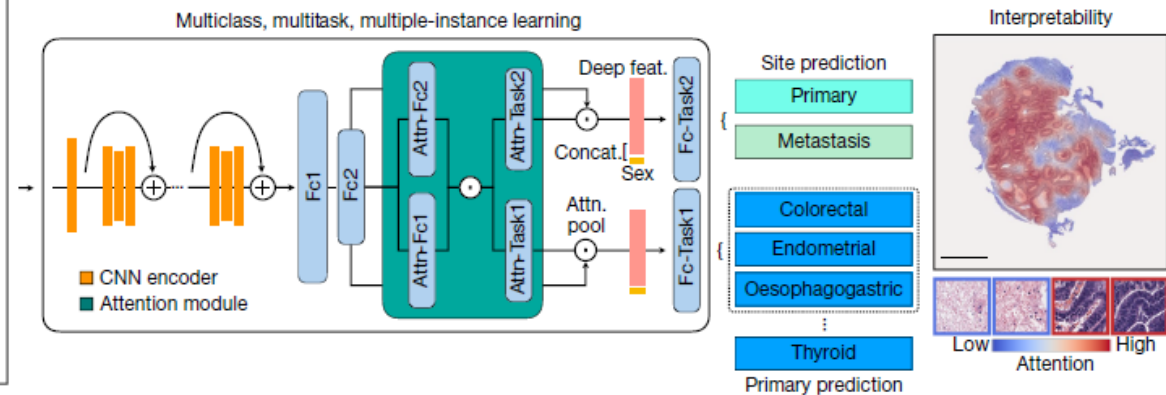 Multiclass, multitask, multiple-instance learning
Interpretability
Fc1
Fc2
Attn-Fc2
Attn-Fc1
Attn-Task2
Attn-Task1
Deep feat.
Concat.[
Sex
Attn.
pool
Fc-Task2
Fc-Task1
CNN encoder
Attention module
Site prediction
{
Primary
Metastasis
{
Colorectal
Endometrial
Oesophagogastric
⋮
Thyroid
Primary prediction
Low
High
Attention